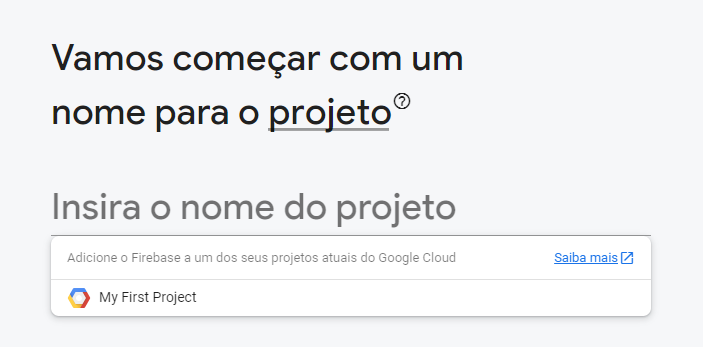 Vamos começar com um
nome para o projeto
Insira o nome do projeto
Adicione o Firebase a um dos seus projetos atuais do Google Cloud Saiba mais
My First Project